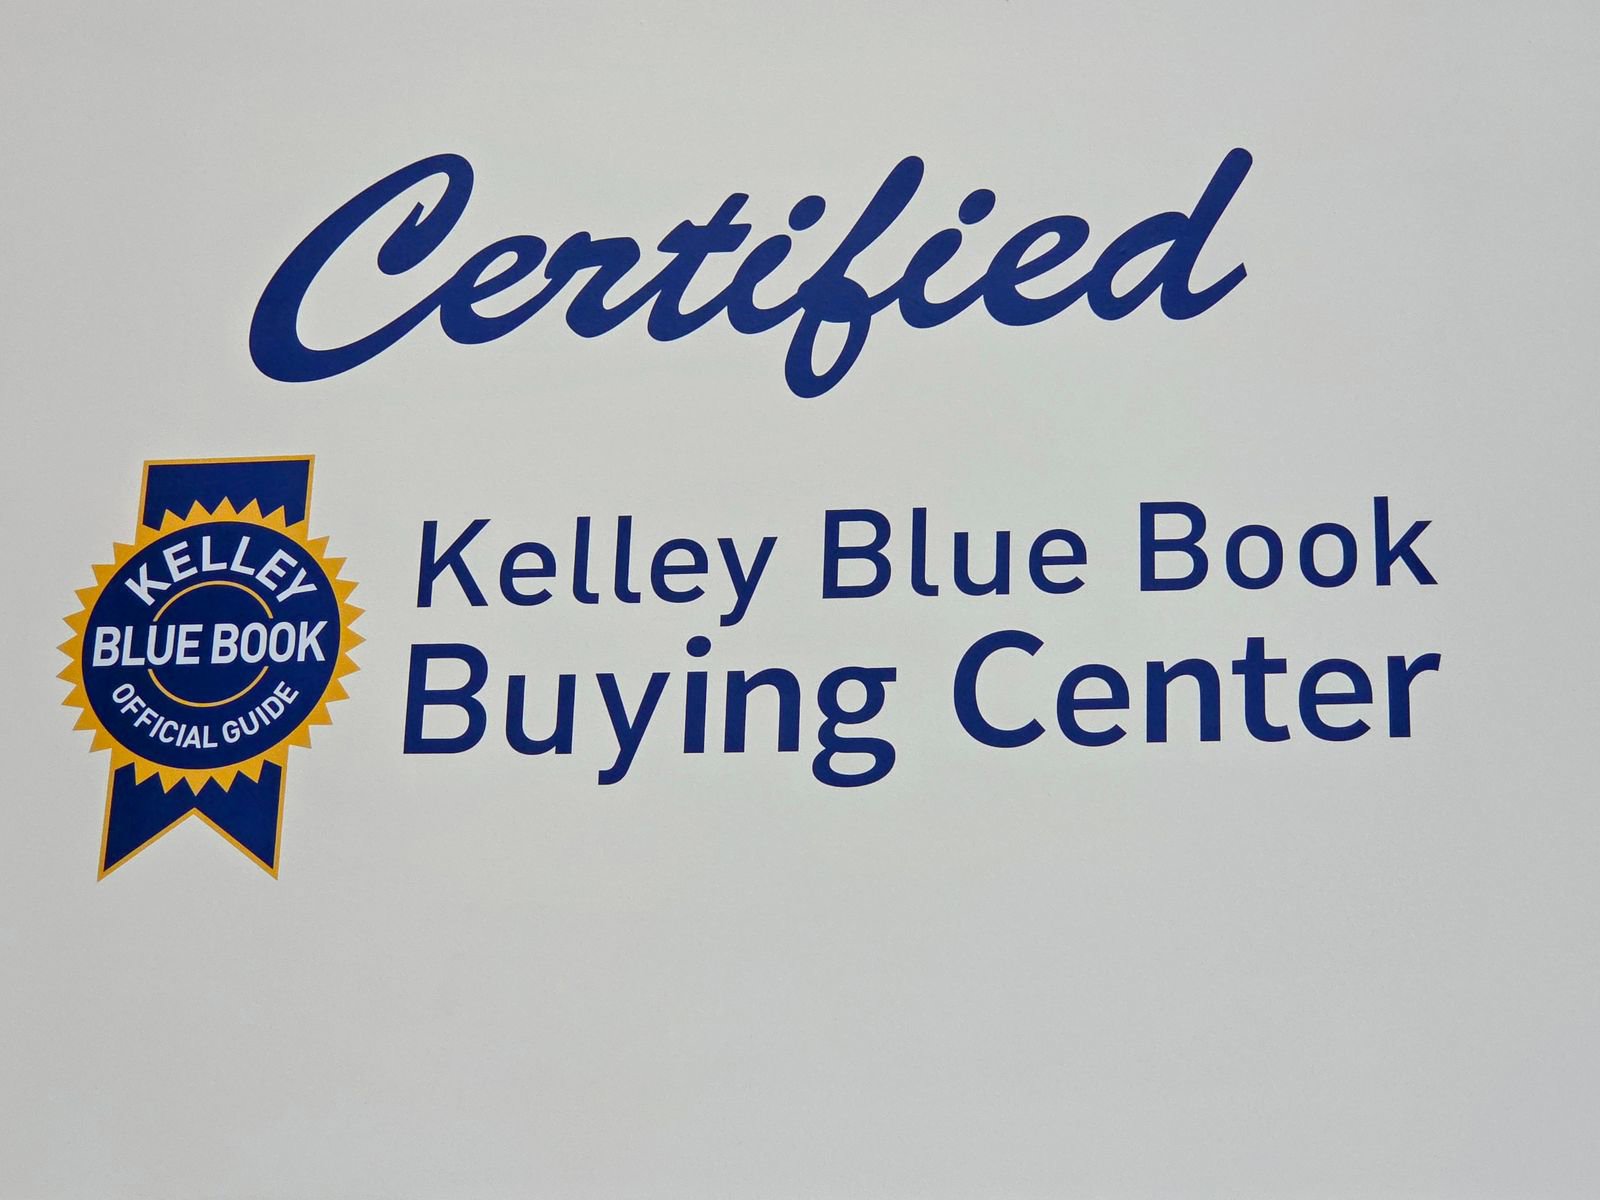 Certified
KELLEY
BLUE BOOK
OFFICIAL GUIDE
Kelley Blue Book
Buying Center